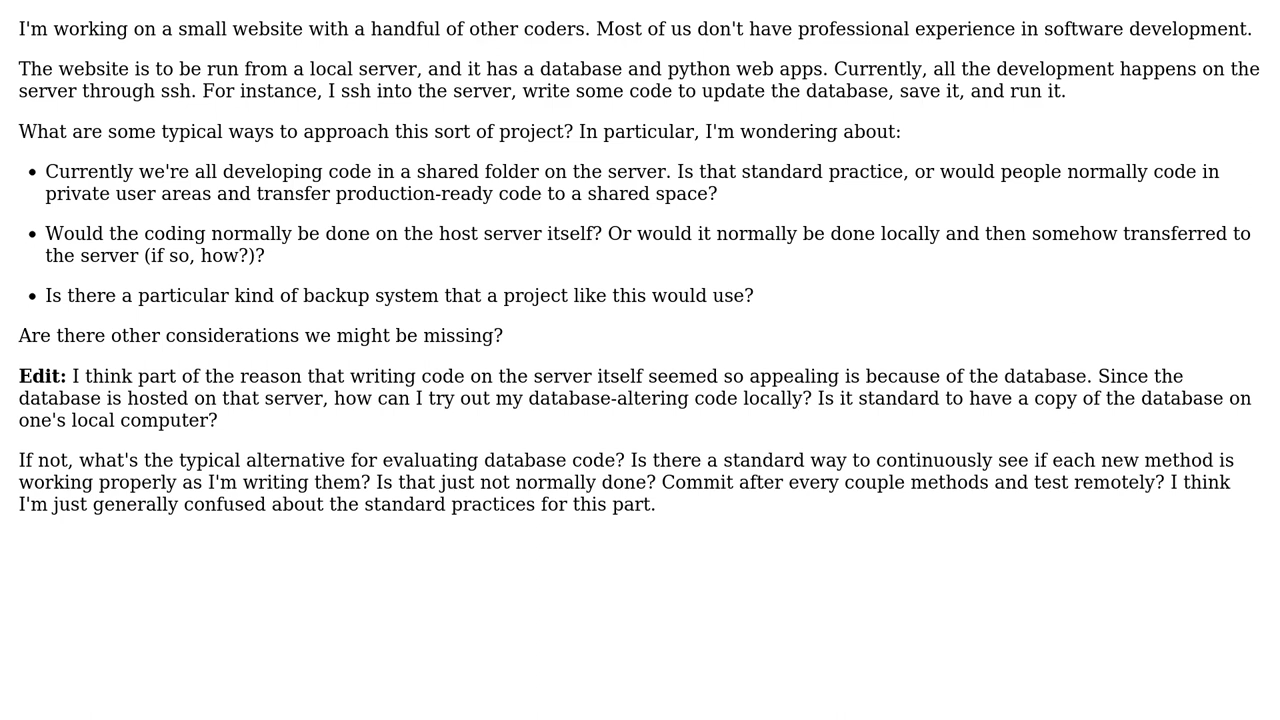 I'm working on a small website with a handful of other coders. Most of us don't have professional experience in software development.
The website is to be run from a local server, and it has a database and python web apps. Currently, all the development happens on the
server through ssh. For instance, I ssh into the server, write some code to update the database, save it, and run it.
What are some typical ways to approach this sort of project? In particular, I'm wondering about:
• Currently we're all developing code in a shared folder on the server. Is that standard practice, or would people normally code in
private user areas and transfer production-ready code to a shared space?
• Would the coding normally be done on the host server itself? Or would it normally be done locally and then somehow transferred to
the server (if so, how?)?
• Is there a particular kind of backup system that a project like this would use?
Are there other considerations we might be missing?
Edit: I think part of the reason that writing code on the server itself seemed so appealing is because of the database. Since the
database is hosted on that server, how can I try out my database-altering code locally? Is it standard to have a copy of the database on
one's local computer?
If not, what's the typical alternative for evaluating database code? Is there a standard way to continuously see if each new method is
working properly as I'm writing them? Is that just not normally done? Commit after every couple methods and test remotely? I think
I'm just generally confused about the standard practices for this part.